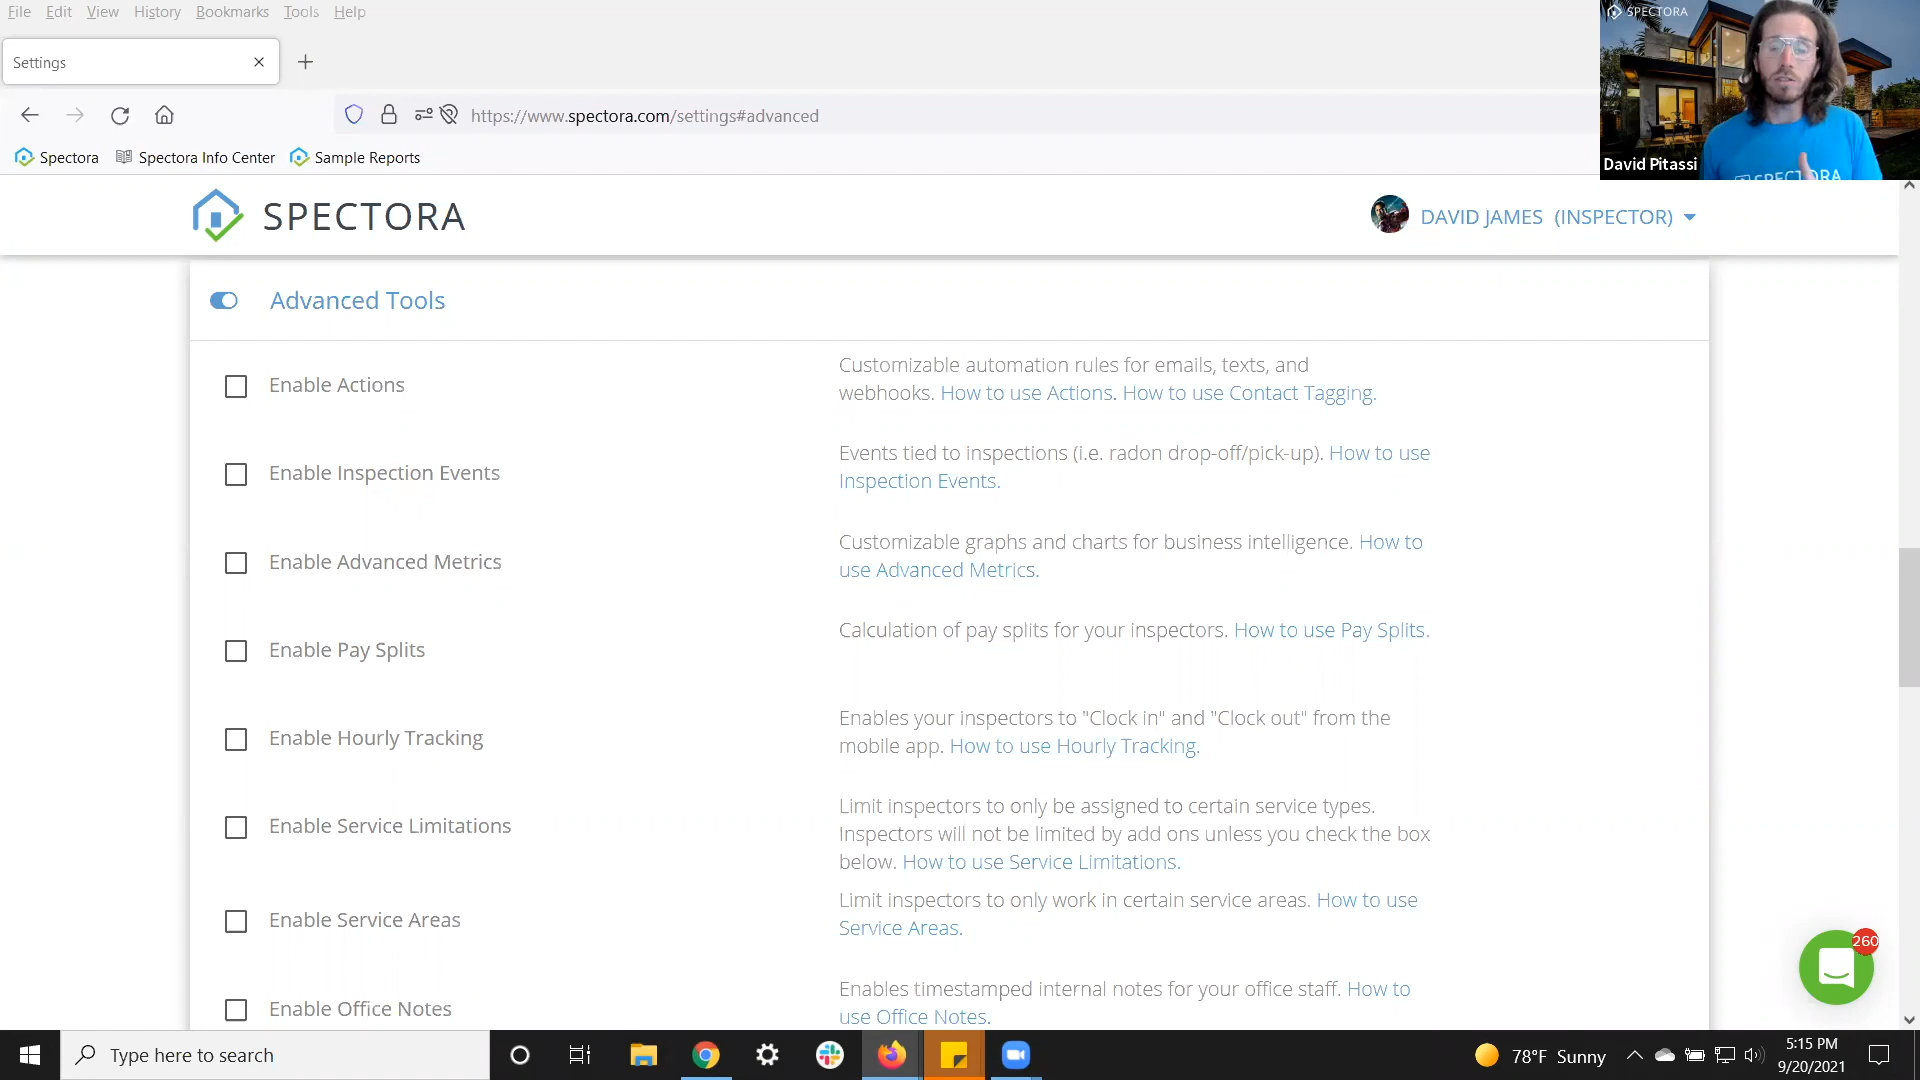 File Edit View History Bookmarks Tools Help
SPECTORA
Settings
https://www.spectora.com/settings#advanced
Spectora Spectora Info Center Sample Reports
David Pitassi
SPECTORA
SPECTORA
DAVID JAMES (INSPECTOR)
Advanced Tools
Enable Actions
Customizable automation rules for emails, texts, and
webhooks. How to use Actions. How to use Contact Tagging.
Enable Inspection Events
Events tied to inspections (i.e. radon drop-off/pick-up). How to use
Inspection Events.
Enable Advanced Metrics
Customizable graphs and charts for business intelligence. How to
use Advanced Metrics.
Enable Pay Splits
Calculation of pay splits for your inspectors. How to use Pay Splits.
Enable Hourly Tracking
Enables your inspectors to "Clock in" and "Clock out" from the
mobile app. How to use Hourly Tracking.
Enable Service Limitations
Limit inspectors to only be assigned to certain service types.
Inspectors will not be limited by add ons unless you check the box
below. How to use Service Limitations.
Enable Service Areas
Limit inspectors to only work in certain service areas. How to use
Service Areas.
Enable Office Notes
Enables timestamped internal notes for your office staff. How to
use Office Notes.
260
Type here to search
78°F Sunny
5:15 PM
9/20/2021